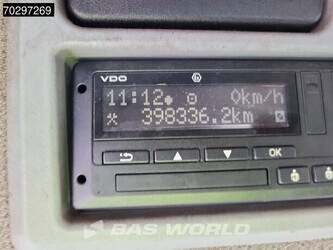 70297269
VDO
11:12 0km/h
398336.2km
OK
BAS WORLD